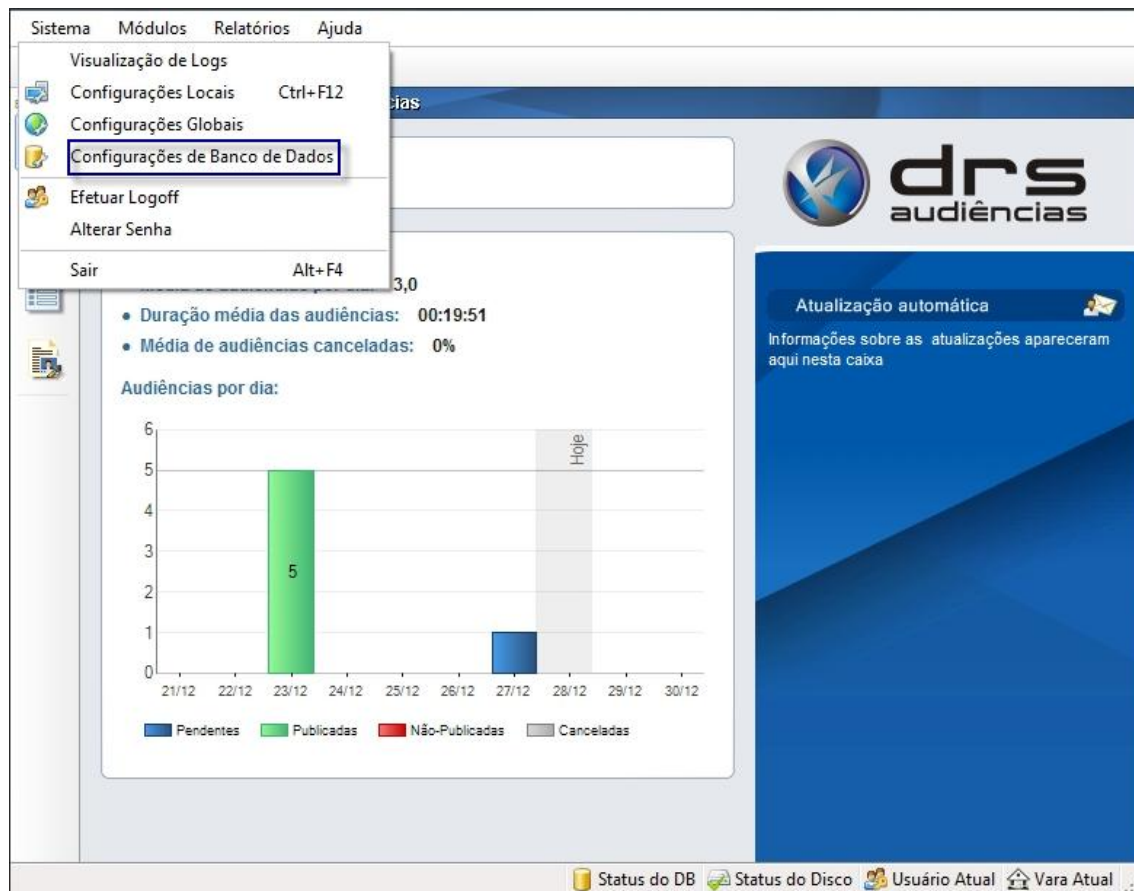 Sistema Módulos Relatórios Ajuda
Visualização de Logs
Configurações Locais Ctrl+F12
Configurações Globais
Configurações de Banco de Dados
Efetuar Logoff
Alterar Senha
Sair Alt+F4
cias
3,0
• Duração média das audiências: 00:19:51
• Média de audiências canceladas: 0%
Audiências por dia:
6
5
4
3
2
1
0
5
Hoje
21/12 22/12 23/12 24/12 25/12 26/12 27/12 28/12 29/12 30/12
Pendentes Publicadas Não-Publicadas Canceladas
drs
audiências
Atualização automática
Informações sobre as atualizações apareceram
aqui nesta caixa
Status do DB Status do Disco Usuário Atual Vara Atual